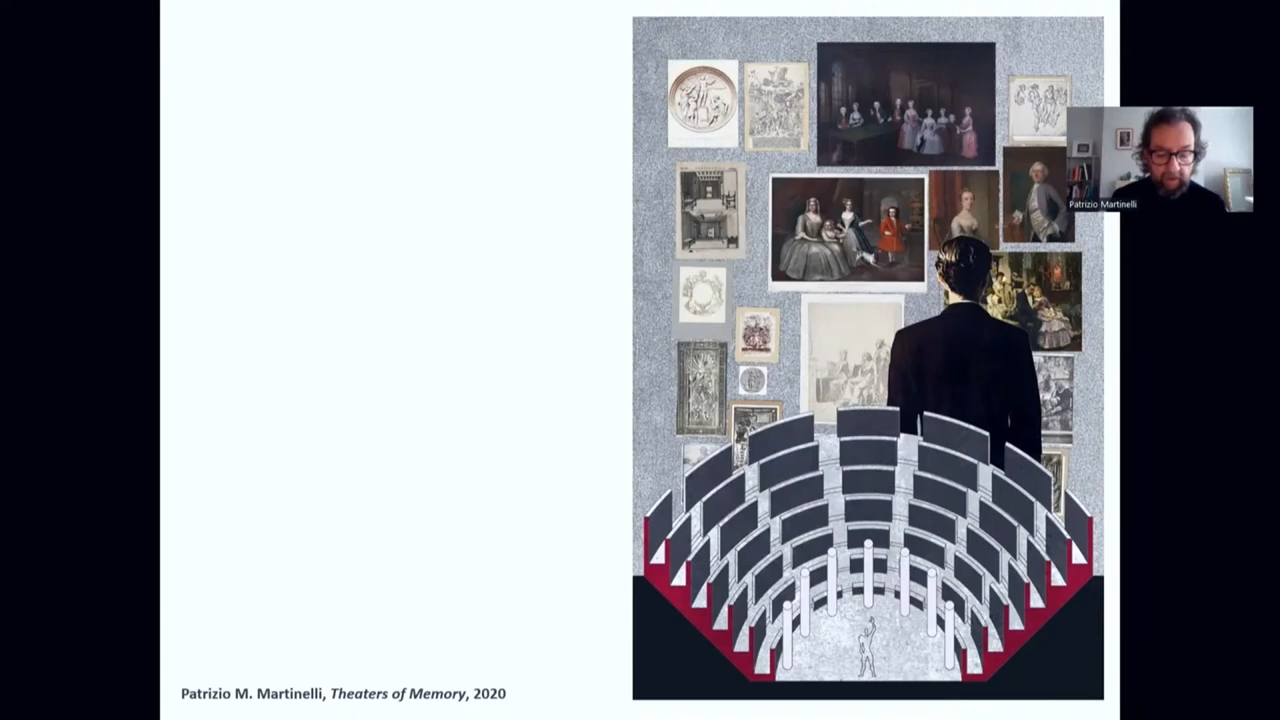 Patrizio Martinelli
Patrizio M. Martinelli, Theaters of Memory, 2020